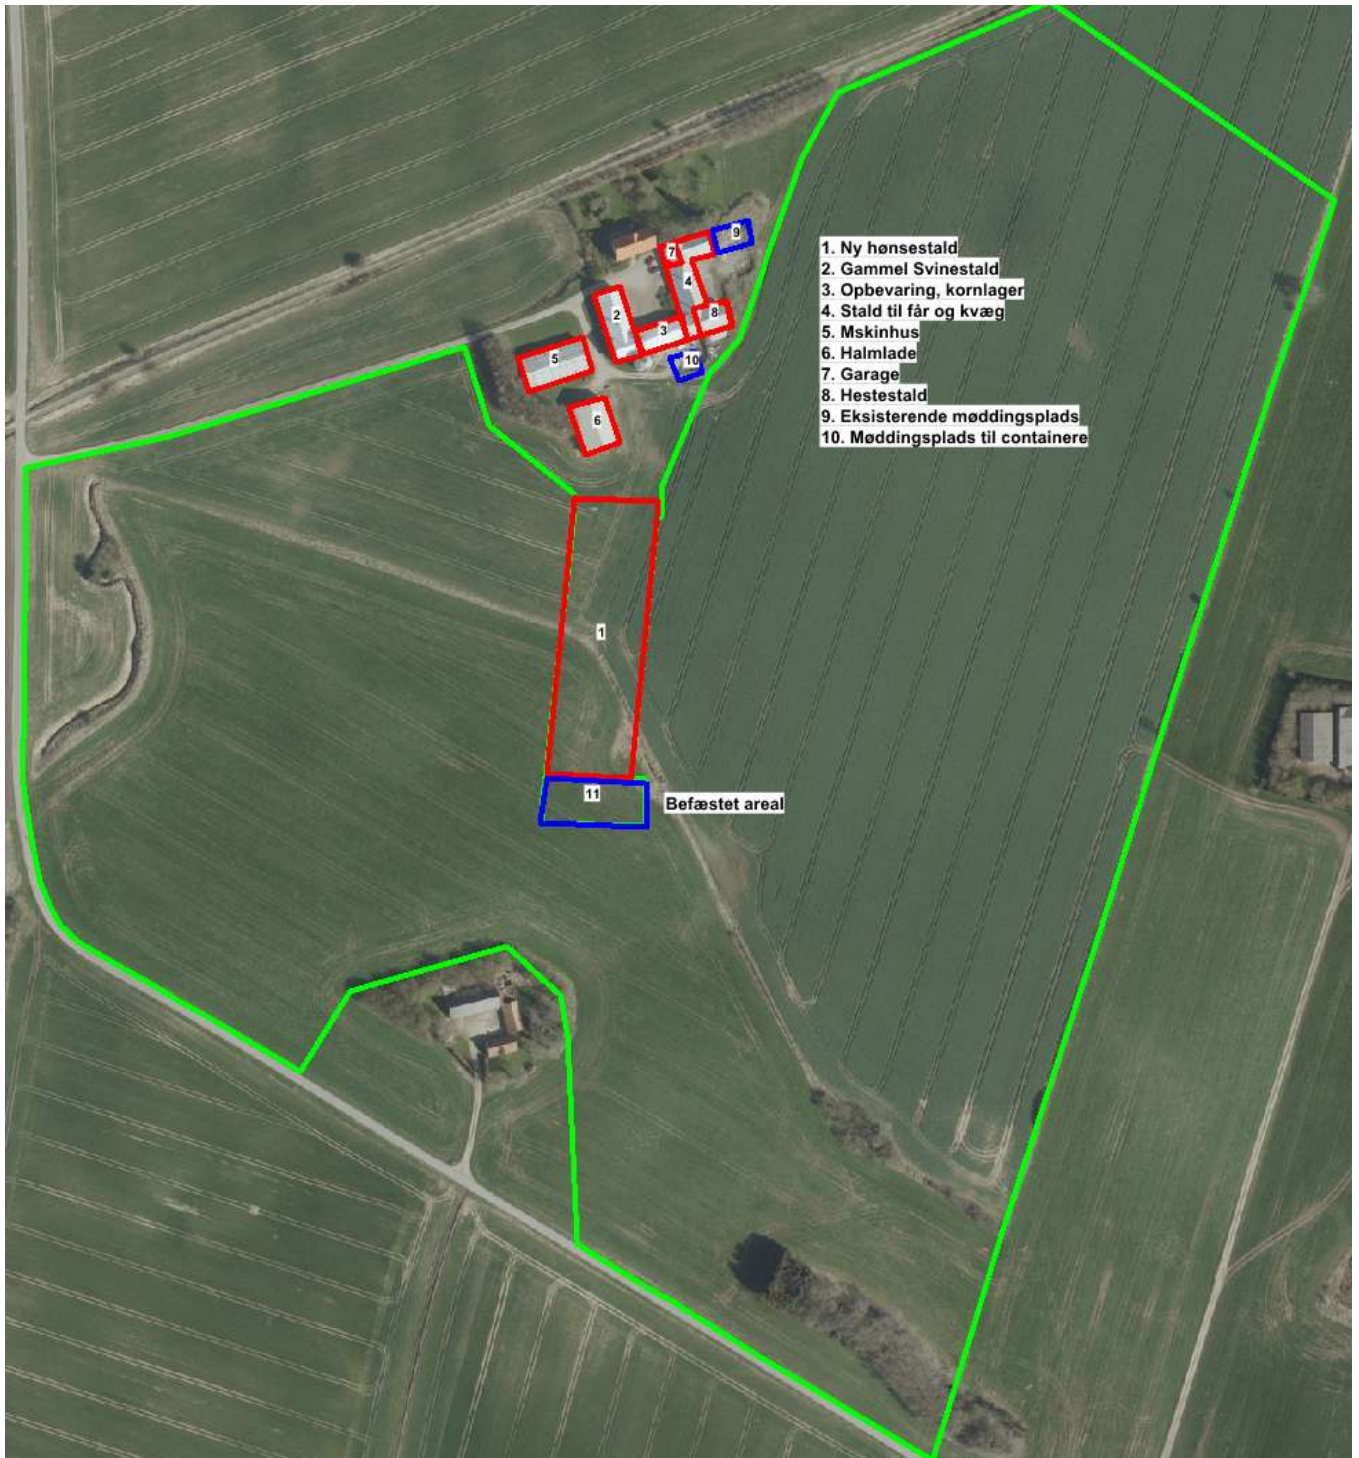 9
7
4
8
2
3
10
5
6
1. Ny hønsestald
2. Gammel Svinestald
3. Opbevaring, kornlager
4. Stald til får og kvæg
5. Mskinhus
6. Halmlade
7. Garage
8. Hestestald
9. Eksisterende møddingsplads
10. Møddingsplads til containere
1
11
Befæstet areal